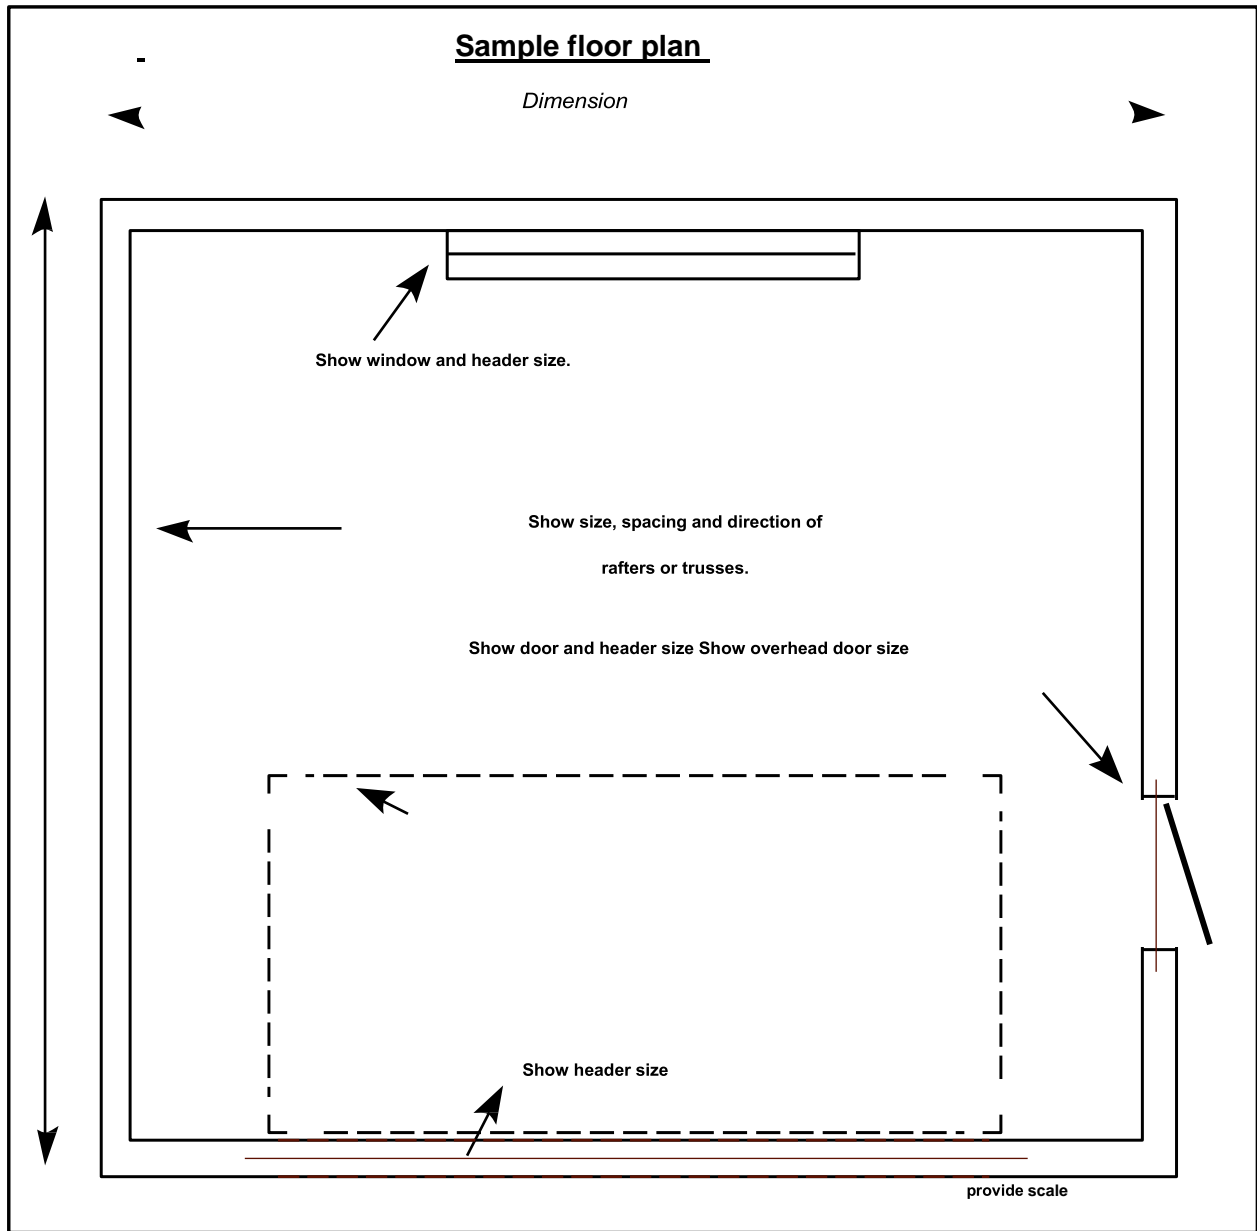 Sample floor plan
Dimension
Show window and header size.
Show size, spacing and direction of
rafters or trusses.
Show door and header size Show overhead door size
Show header size
provide scale